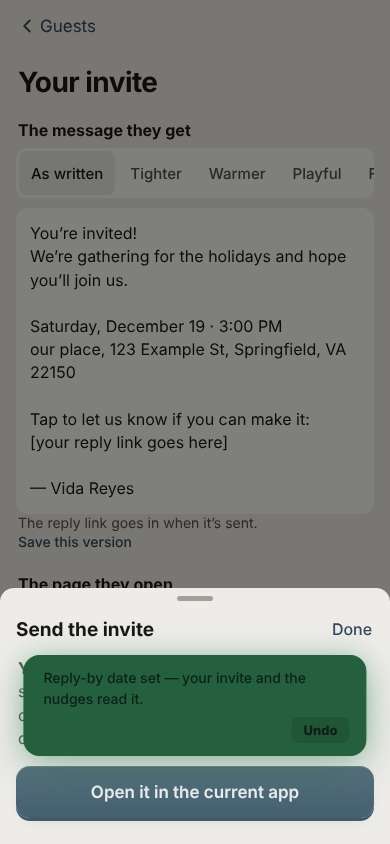 Guests
Your invite
The message they get
As written Tighter Warmer Playful
You’re invited!
We’re gathering for the holidays and hope
you’ll join us.
Saturday, December 19 · 3:00 PM
our place, 123 Example St, Springfield, VA
22150
Tap to let us know if you can make it:
[your reply link goes here]
— Vida Reyes
The reply link goes in when it’s sent.
Save this version
The page they open
Send the invite
Done
Reply-by date set — your invite and the
nudges read it.
Undo
Open it in the current app